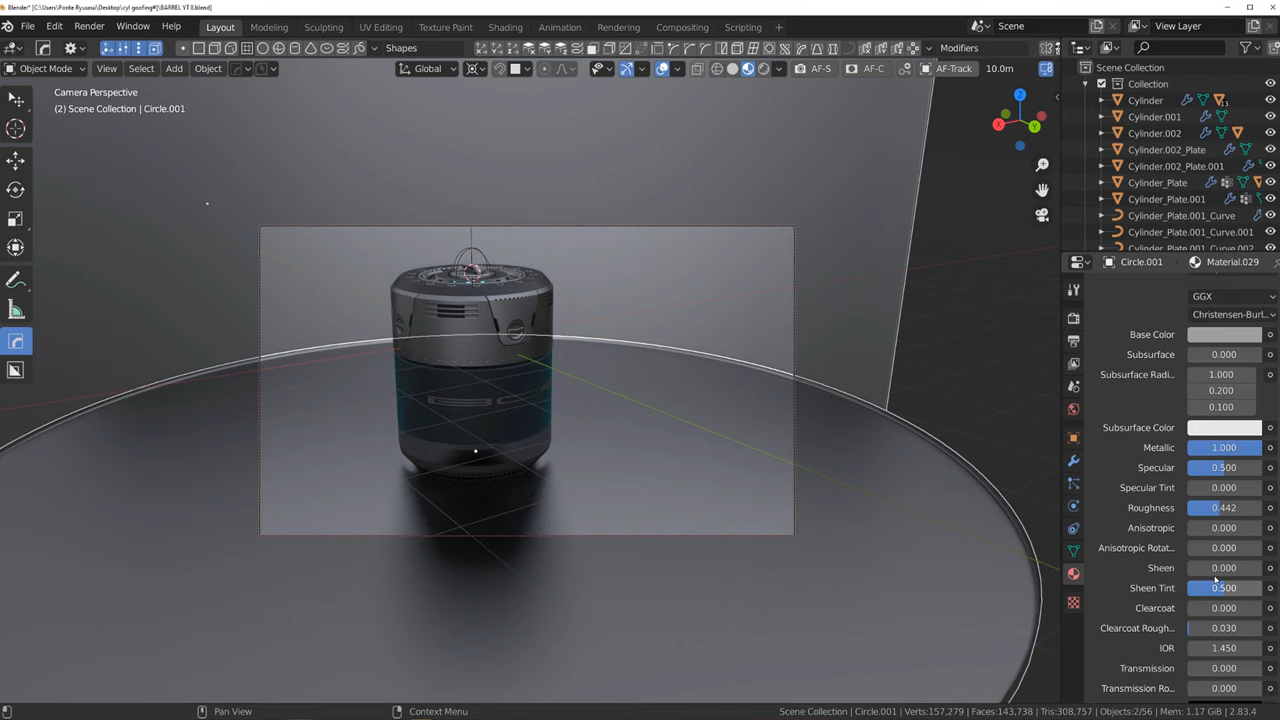 Blender* [C:\Users\Ponte Ryuurui\Desktop\cyl goofing#]\BARREL YT 8.blend]
File Edit Render Window Help Layout Modeling Sculpting UV Editing Texture Paint Shading Animation Rendering Compositing Scripting + Scene View Layer
Shapes Modifiers
Object Mode View Select Add Object Global AF-S AF-C AF-Track 10.0m
Scene Collection
Collection
Cylinder 13
Cylinder.001
Cylinder.002
Cylinder.002_Plate
Cylinder.002_Plate.001
Cylinder_Plate
Cylinder_Plate.001
Cylinder_Plate.001_Curve
Cylinder_Plate.001_Curve.001
Cylinder_Plate.001_Curve.002
Camera Perspective
(2) Scene Collection | Circle.001
Z
X Y
Circle.001 Material.029
GGX
Christensen-Burl...
Base Color
Subsurface 0.000
Subsurface Radi... 1.000
0.200
0.100
Subsurface Color
Metallic 1.000
Specular 0.500
Specular Tint 0.000
Roughness 0.442
Anisotropic 0.000
Anisotropic Rotat... 0.000
Sheen 0.000
Sheen Tint 0.500
Clearcoat 0.000
Clearcoat Rough... 0.030
IOR 1.450
Transmission 0.000
Transmission Ro... 0.000
Pan View Context Menu Scene Collection | Circle.001 | Verts:157,279 | Faces:143,738 | Tris:308,757 | Objects:2/56 | Mem: 1.17 GiB | 2.83.4